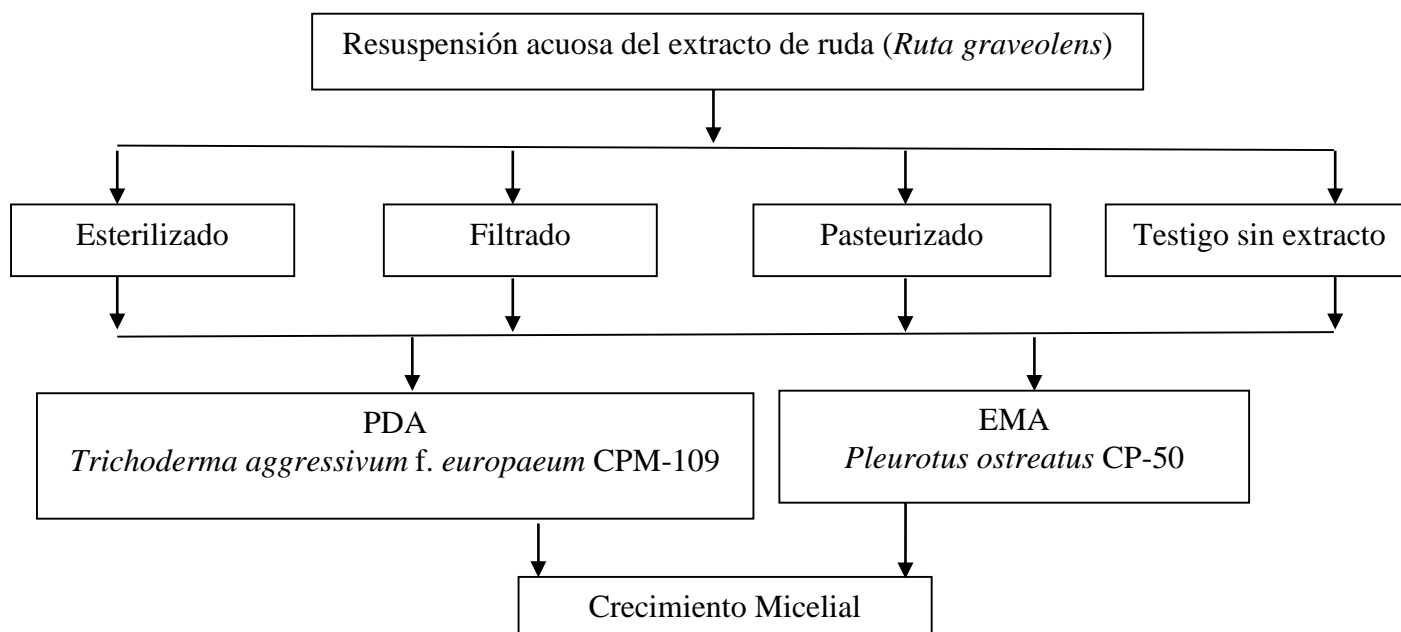 Resuspensión acuosa del extracto de ruda (Ruta graveolens)
Esterilizado
Filtrado
Pasteurizado
Testigo sin extracto
PDA
Trichoderma aggressivum f. europaeum CPM-109
EMA
Pleurotus ostreatus CP-50
Crecimiento Micelial